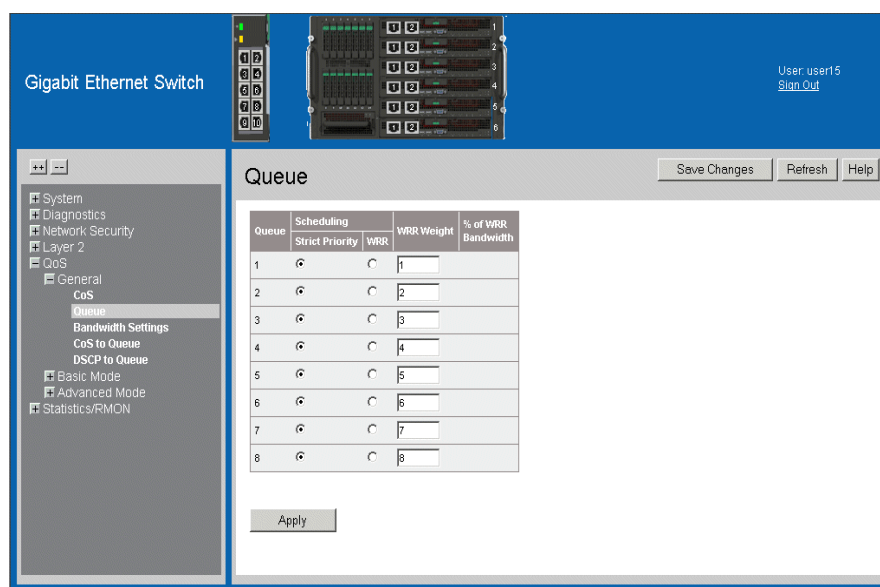 Gigabit Ethernet Switch
1 2
3 4
5 6
7 8
9 10
1 2 1
1 2 2
1 2 3
1 2 4
1 2 5
1 2 6
User: user15
Sign Out
++ --
System
Diagnostics
Network Security
Layer 2
QoS
General
CoS
Queue
Bandwidth Settings
CoS to Queue
DSCP to Queue
Basic Mode
Advanced Mode
Statistics/RMON
Queue
Save Changes Refresh Help
Queue Scheduling WRR Weight % of WRR Bandwidth
Strict Priority WRR
1 1
2 2
3 3
4 4
5 5
6 6
7 7
8 8
Apply